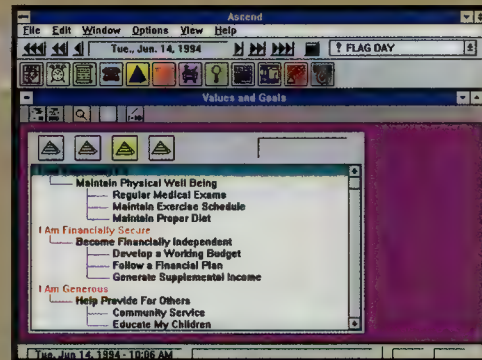 Ascend
File Edit Window Options View Help
Tue., Jun. 14, 1994
FLAG DAY
Values and Goals
Maintain Physical Well Being
Regular Medical Exams
Maintain Exercise Schedule
Maintain Proper Diet
I Am Financially Secure
Become Financially Independent
Develop a Working Budget
Follow a Financial Plan
Generate Supplemental Income
I Am Generous
Help Provide For Others
Community Service
Educate My Children
Tue, Jun 14, 1994 - 10:06 AM